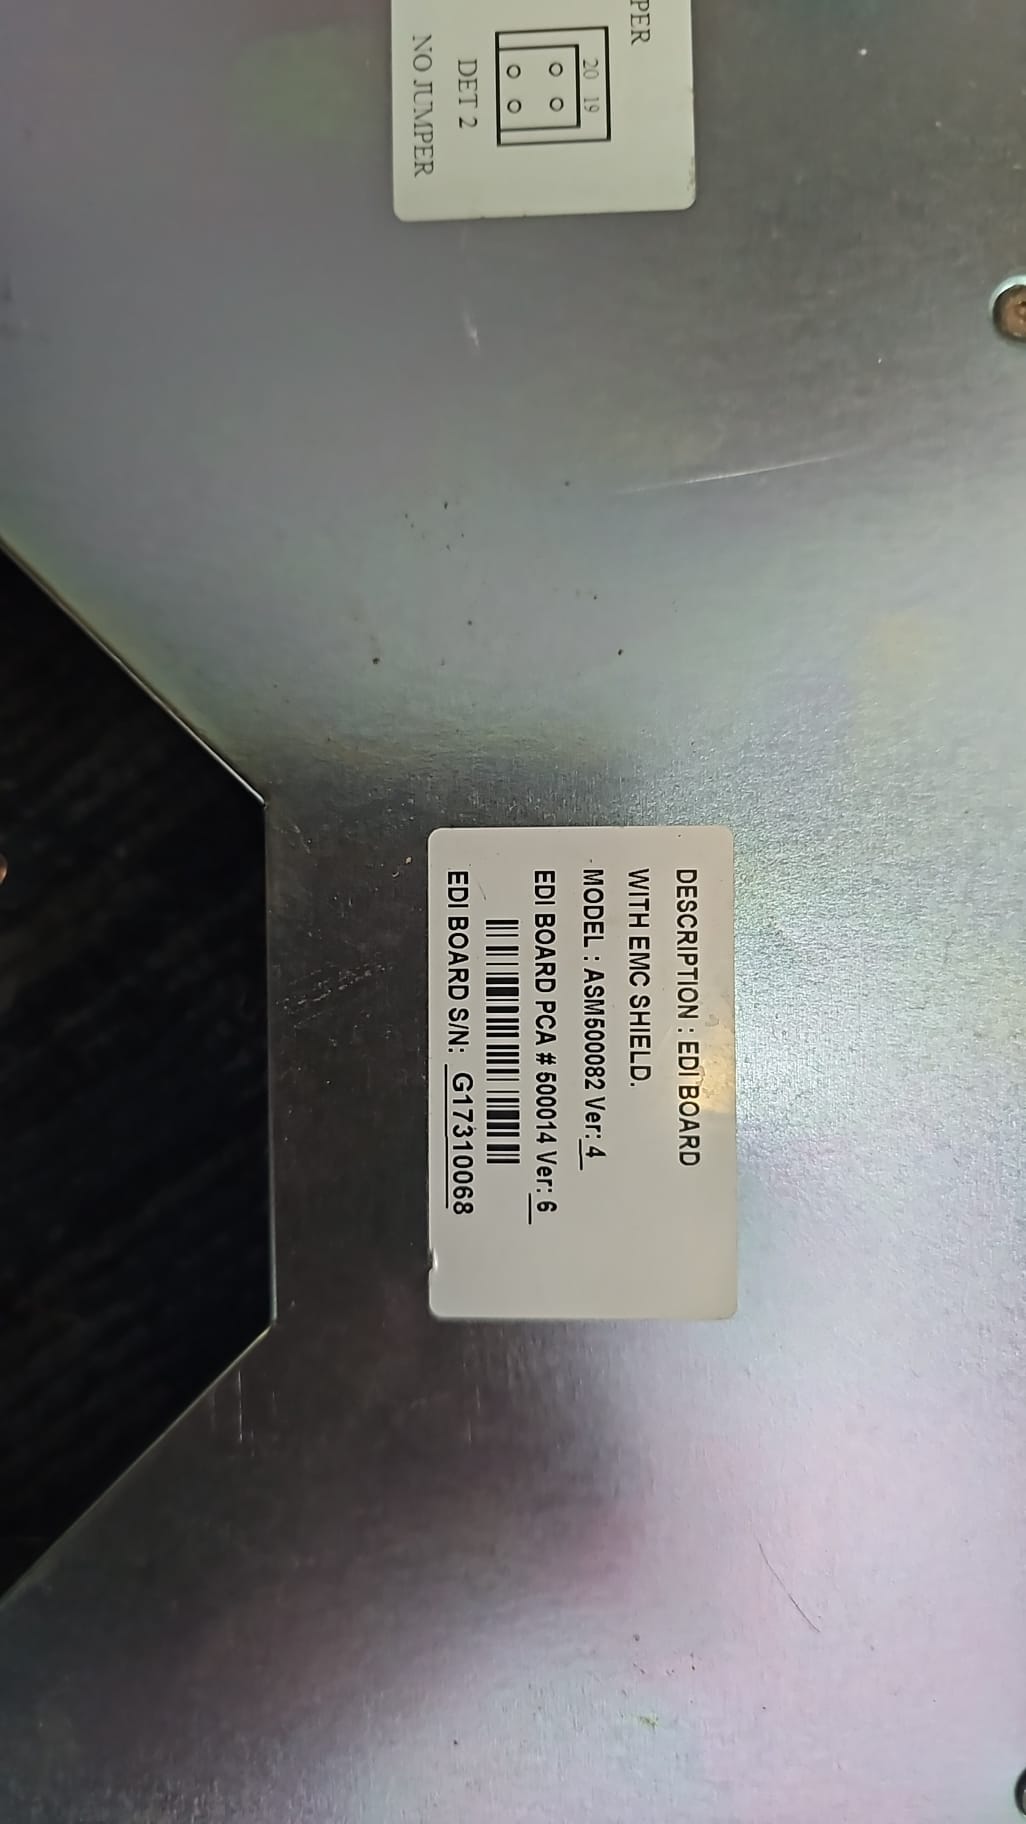 PER
20 19
DET 2
NO JUMPER
DESCRIPTION : EDI BOARD
WITH EMC SHIELD.
MODEL : ASM500082 Ver: 4
EDI BOARD PCA # 500014 Ver: 6
EDI BOARD S/N: G17310068